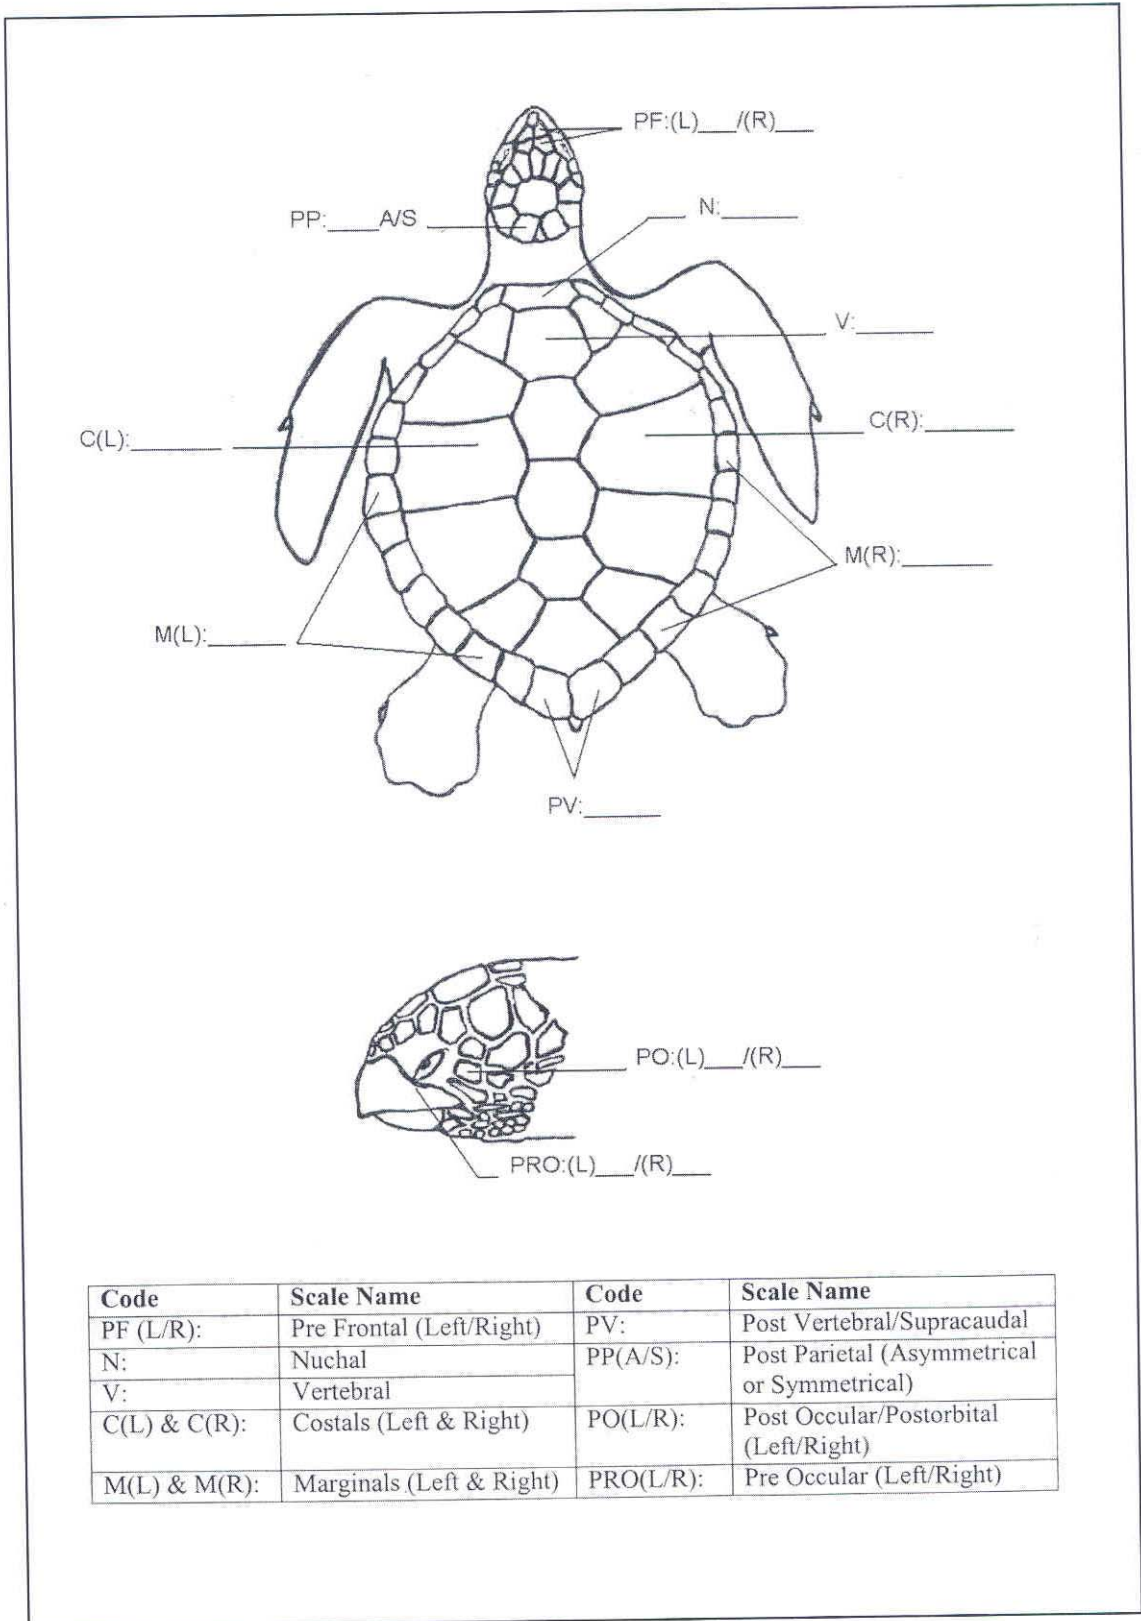 PF:(L)___/(R)___
PP:____A/S
N:______
V:______
C(L):_______
C(R):_______
M(R):_______
M(L):______
PV:______
PO:(L)___/(R)___
PRO:(L)___/(R)___
Code Scale Name Code Scale Name
PF (L/R): Pre Frontal (Left/Right) PV: Post Vertebral/Supracaudal
N: Nuchal PP(A/S): Post Parietal (Asymmetrical
V: Vertebral or Symmetrical)
C(L) & C(R): Costals (Left & Right) PO(L/R): Post Occular/Postorbital
(Left/Right)
M(L) & M(R): Marginals (Left & Right) PRO(L/R): Pre Occular (Left/Right)